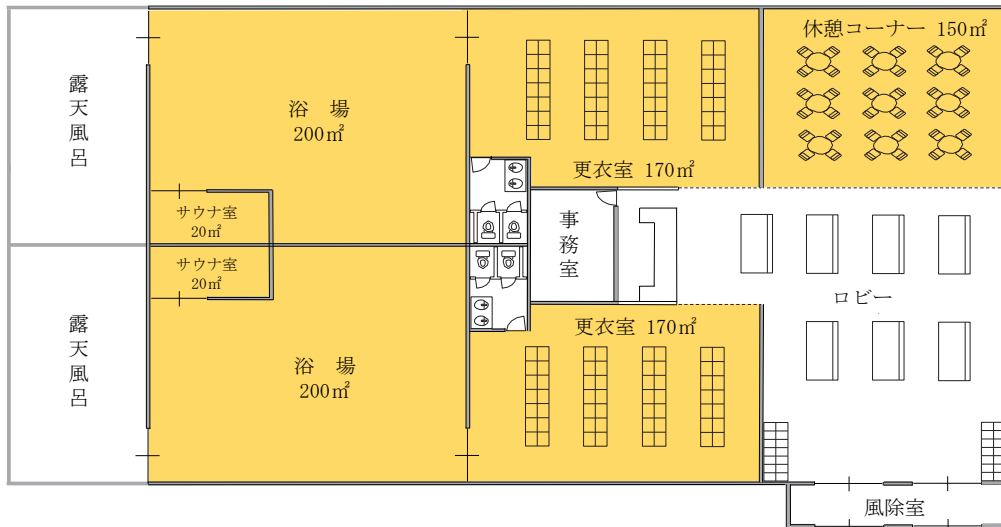 休憩コーナー 150㎡
露天風呂
浴 場
200㎡
更衣室 170㎡
サウナ室
20㎡
事務室
サウナ室
20㎡
ロビー
露天風呂
更衣室 170㎡
浴 場
200㎡
風除室